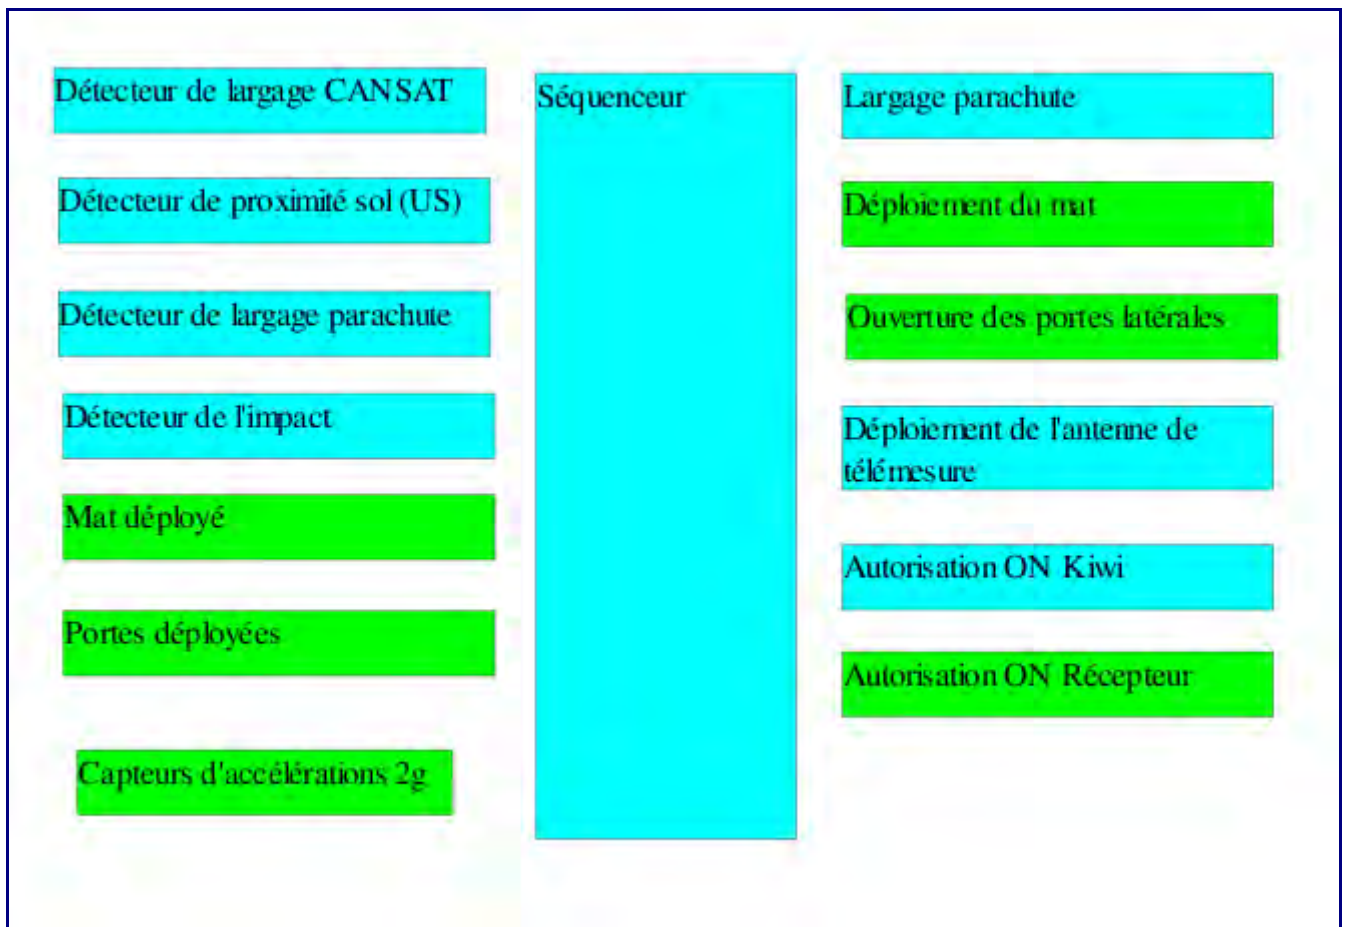 Détecteur de largage CANSAT
Détecteur de proximité sol (US)
Détecteur de largage parachute
Détecteur de l'impact
Mat déployé
Portes déployées
Capteurs d'accélérations 2g
Séquenceur
Largage parachute
Déploiement du mat
Ouverture des portes latérales
Déploiement de l'antenne de
télémesure
Autorisation ON Kiwi
Autorisation ON Récepteur